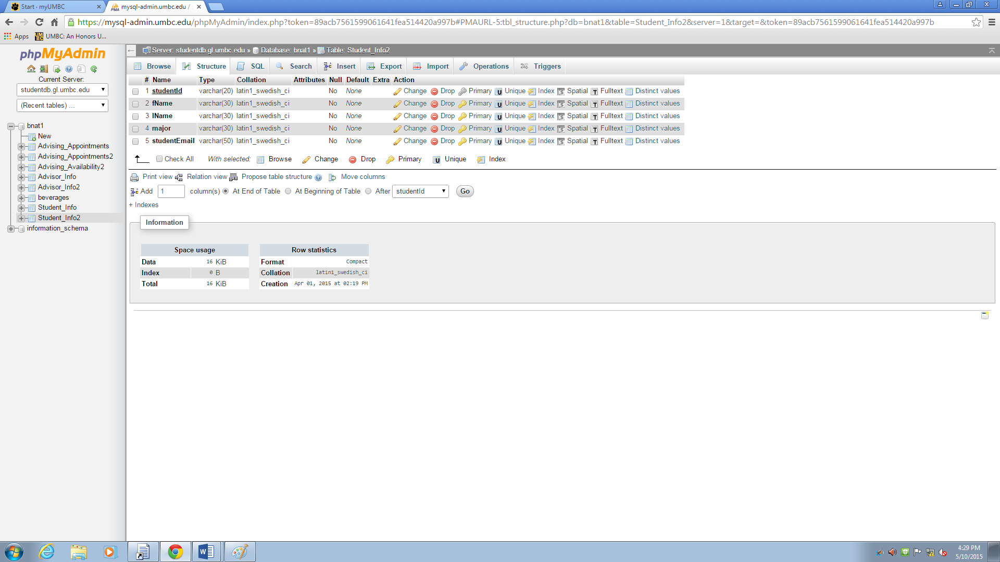 Start · myUMBC
mysql-admin.umbc.edu /
https://mysql-admin.umbc.edu/phpMyAdmin/index.php?token=89acb7561599061641fea514420a997b#PMAURL-5:tbl_structure.php?db=bnat1&table=Student_Info2&server=1&target=&token=89acb7561599061641fea514420a997b
Apps UMBC: An Honors U...
phpMyAdmin
Current Server:
studentdb.gl.umbc.edu
(Recent tables) ...
bnat1
New
Advising_Appointments
Advising_Appointments2
Advising_Availability2
Advisor_Info
Advisor_Info2
beverages
Student_Info
Student_Info2
information_schema
Server: studentdb.gl.umbc.edu » Database: bnat1 » Table: Student_Info2
Browse Structure SQL Search Insert Export Import Operations Triggers
# Name Type Collation Attributes Null Default Extra Action
1 studentId varchar(20) latin1_swedish_ci No None Change Drop Primary Unique Index Spatial Fulltext Distinct values
2 fName varchar(30) latin1_swedish_ci No None Change Drop Primary Unique Index Spatial Fulltext Distinct values
3 lName varchar(30) latin1_swedish_ci No None Change Drop Primary Unique Index Spatial Fulltext Distinct values
4 major varchar(30) latin1_swedish_ci No None Change Drop Primary Unique Index Spatial Fulltext Distinct values
5 studentEmail varchar(50) latin1_swedish_ci No None Change Drop Primary Unique Index Spatial Fulltext Distinct values
Check All With selected: Browse Change Drop Primary Unique Index
Print view Relation view Propose table structure Move columns
Add 1 column(s) At End of Table At Beginning of Table After studentId Go
+ Indexes
Information
Space usage
Data 16 KiB
Index 0 B
Total 16 KiB
Row statistics
Format Compact
Collation latin1_swedish_ci
Creation Apr 01, 2015 at 02:19 PM
4:29 PM
5/10/2015